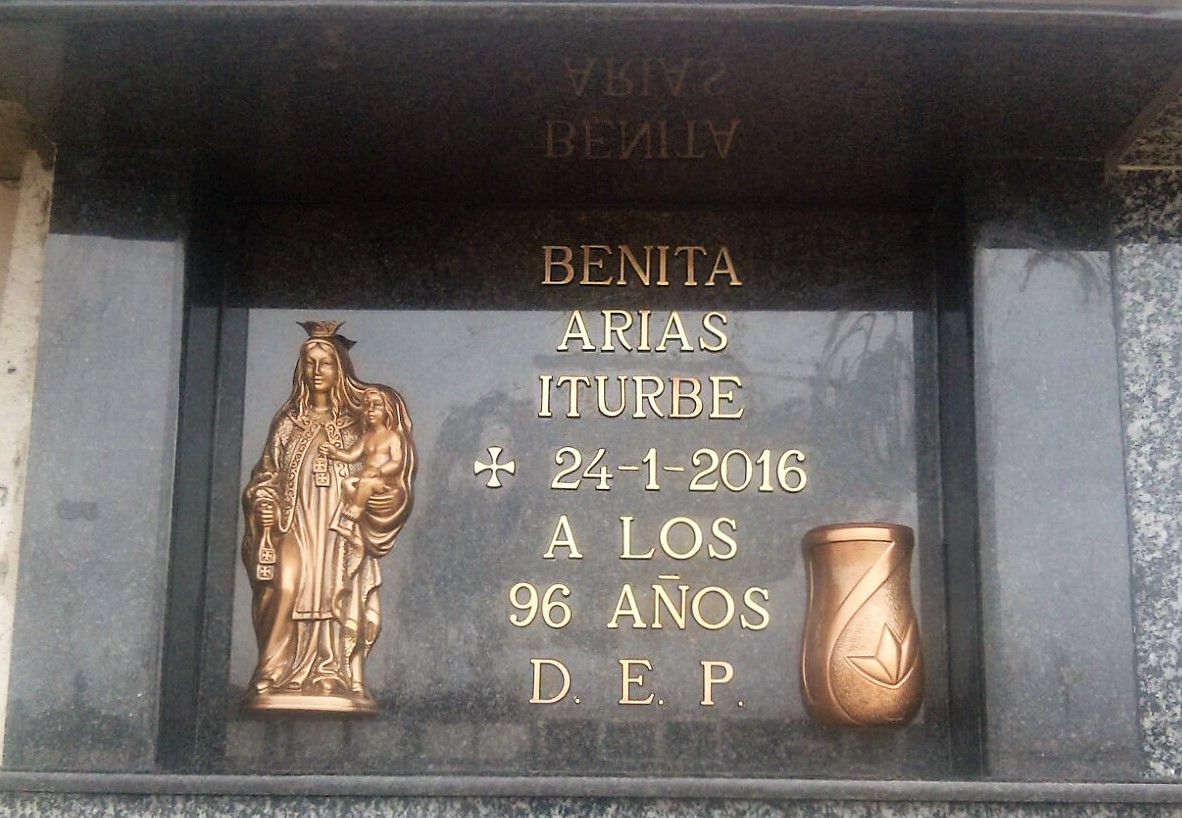 BENITA
ARIAS
ITURBE
✠ 24-1-2016
A LOS
96 AÑOS
D. E. P.